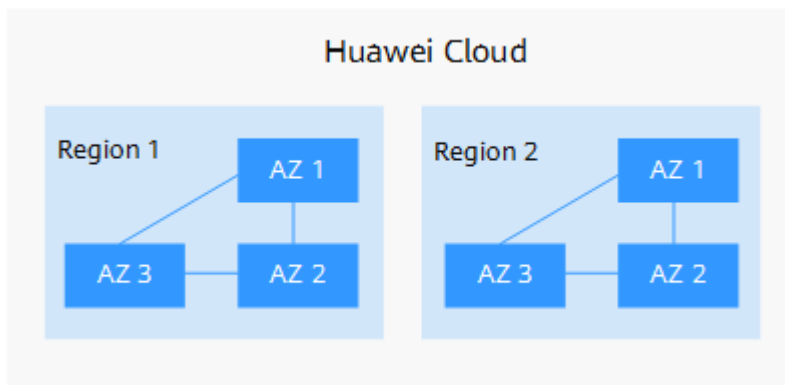 Huawei Cloud
Region 1
AZ 1
AZ 3
AZ 2
Region 2
AZ 1
AZ 3
AZ 2